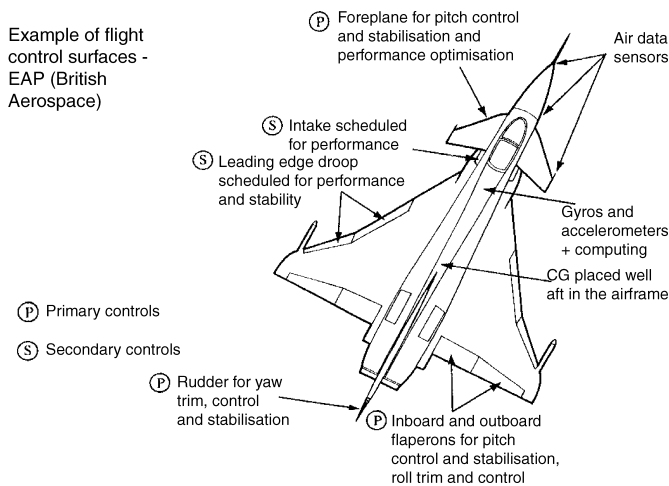 Example of flight
control surfaces -
EAP (British
Aerospace)
P Foreplane for pitch control
and stabilisation and
performance optimisation
Air data
sensors
S Intake scheduled
for performance
S Leading edge droop
scheduled for performance
and stability
Gyros and
accelerometers
+ computing
CG placed well
aft in the airframe
P Primary controls
S Secondary controls
P Rudder for yaw
trim, control
and stabilisation
P Inboard and outboard
flaperons for pitch
control and stabilisation,
roll trim and control